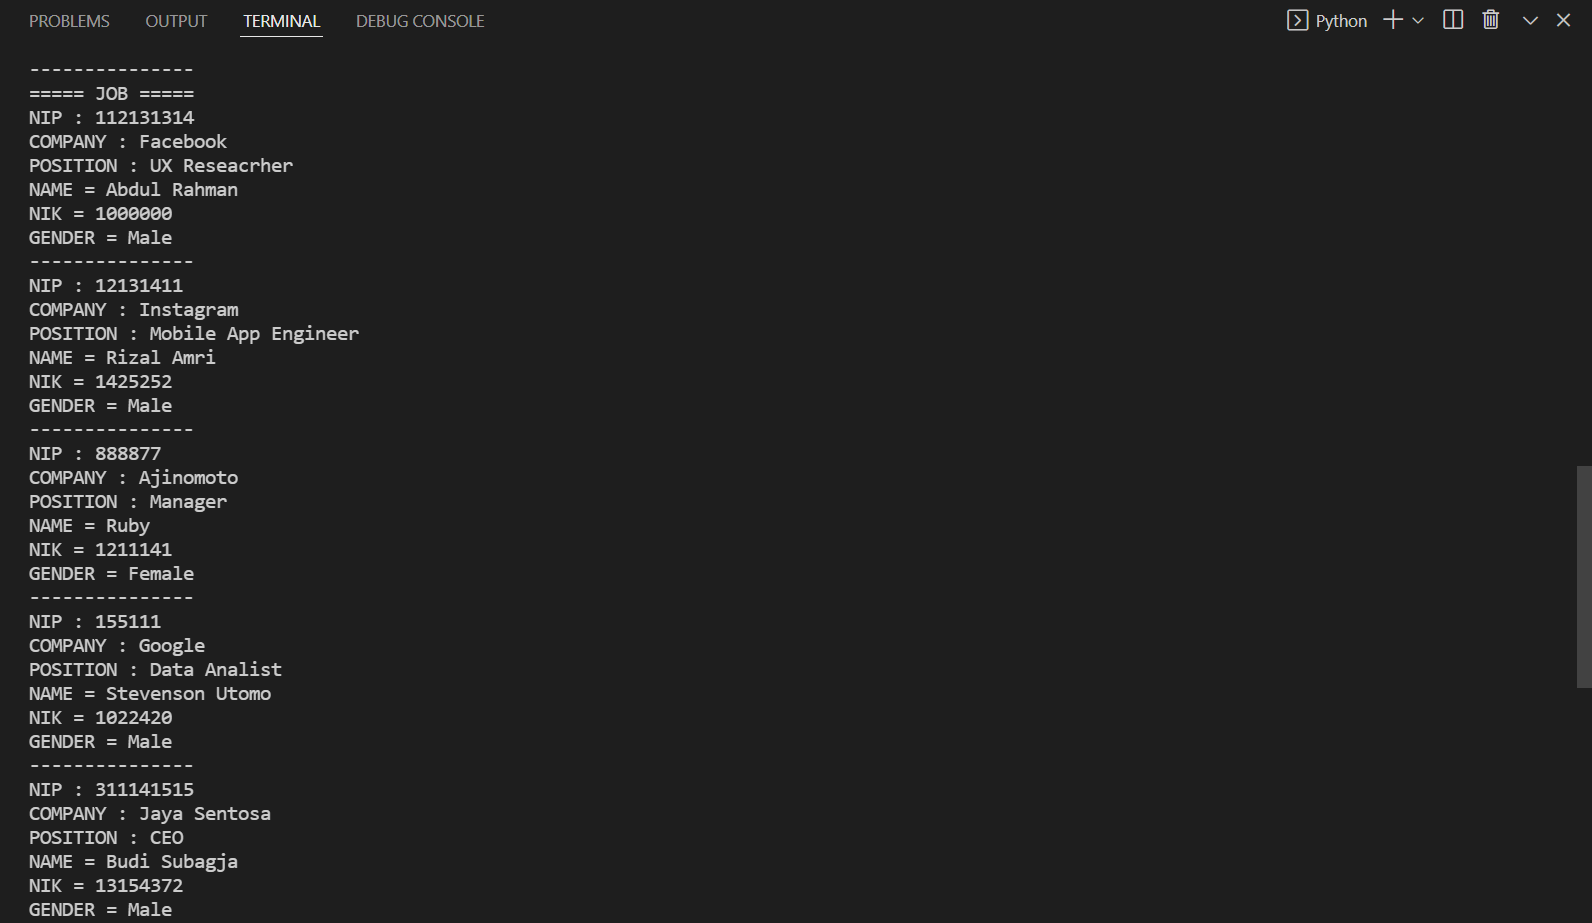 PROBLEMS OUTPUT TERMINAL DEBUG CONSOLE Python
---------------
===== JOB =====
NIP : 112131314
COMPANY : Facebook
POSITION : UX Reseacrher
NAME = Abdul Rahman
NIK = 1000000
GENDER = Male
---------------
NIP : 12131411
COMPANY : Instagram
POSITION : Mobile App Engineer
NAME = Rizal Amri
NIK = 1425252
GENDER = Male
---------------
NIP : 888877
COMPANY : Ajinomoto
POSITION : Manager
NAME = Ruby
NIK = 1211141
GENDER = Female
---------------
NIP : 155111
COMPANY : Google
POSITION : Data Analist
NAME = Stevenson Utomo
NIK = 1022420
GENDER = Male
---------------
NIP : 311141515
COMPANY : Jaya Sentosa
POSITION : CEO
NAME = Budi Subagja
NIK = 13154372
GENDER = Male